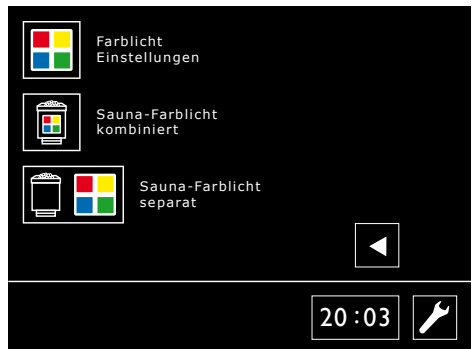 Farblicht
Einstellungen
Sauna-Farblicht
kombiniert
Sauna-Farblicht
separat
20:03